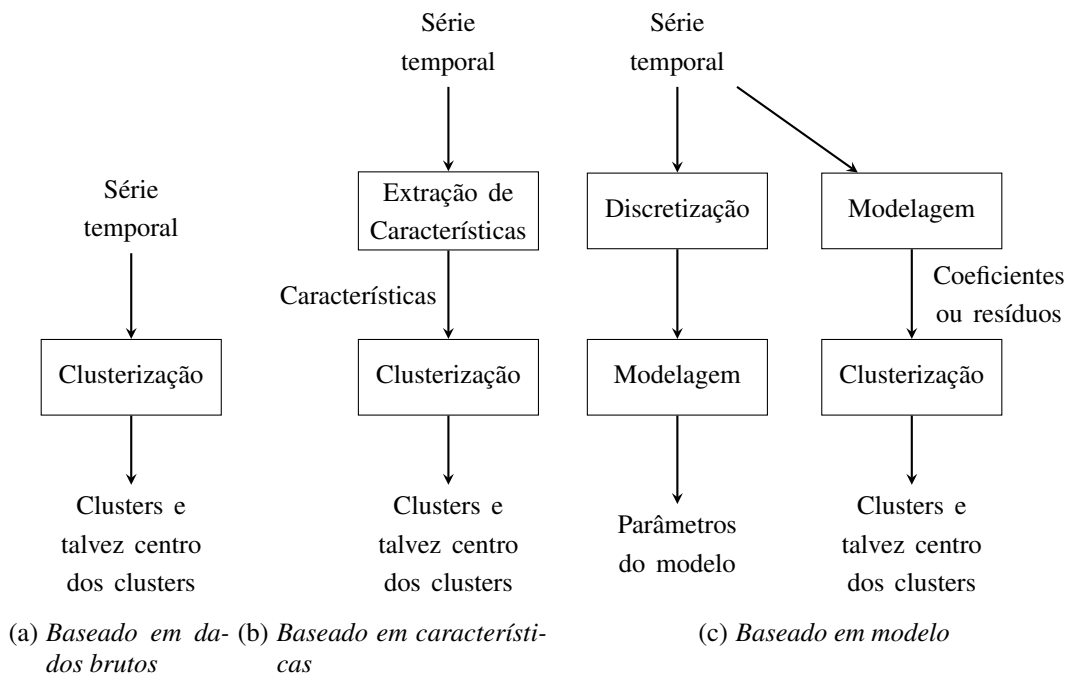 Série
temporal
Clusterização
Clusters e
talvez centro
dos clusters
(a) Baseado em da-
dos brutos
Série
temporal
Extração de
Características
Características
Clusterização
Clusters e
talvez centro
dos clusters
(b) Baseado em característi-
cas
Série
temporal
Discretização
Modelagem
Parâmetros
do modelo
Modelagem
Coeficientes
ou resíduos
Clusterização
Clusters e
talvez centro
dos clusters
(c) Baseado em modelo